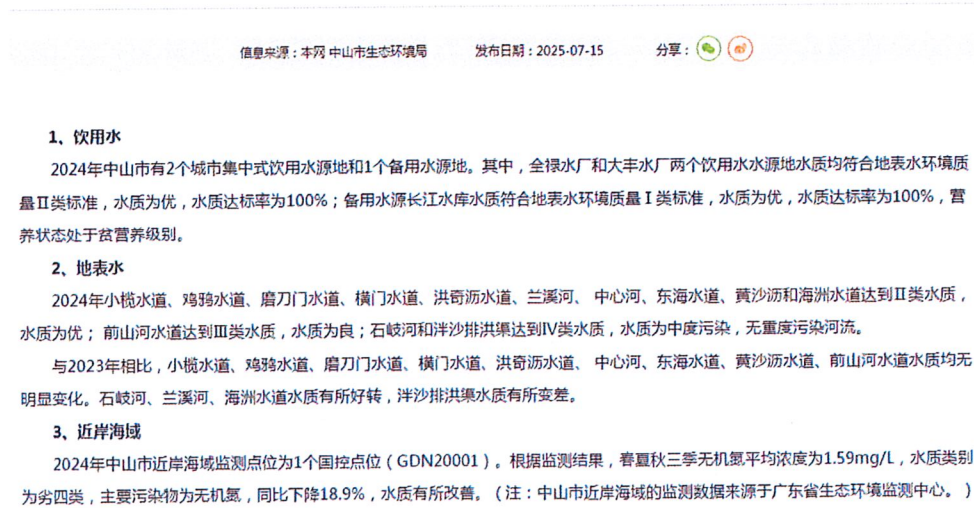 信息来源：本网 中山市生态环境局 发布日期：2025-07-15 分享：
1、饮用水
2024年中山市有2个城市集中式饮用水源地和1个备用水源地。其中，全禄水厂和大丰水厂两个饮用水水源地水质均符合地表水环境质
量Ⅱ类标准，水质为优，水质达标率为100%；备用水源长江水库水质符合地表水环境质量Ⅰ类标准，水质为优，水质达标率为100%，营
养状态处于贫营养级别。
2、地表水
2024年小榄水道、鸡鸦水道、磨刀门水道、横门水道、洪奇沥水道、兰溪河、 中心河、东海水道、黄沙沥和海洲水道达到Ⅱ类水质，
水质为优； 前山河水道达到Ⅲ类水质，水质为良；石岐河和泮沙排洪渠达到Ⅳ类水质，水质为中度污染，无重度污染河流。
与2023年相比，小榄水道、鸡鸦水道、磨刀门水道、横门水道、洪奇沥水道、 中心河、东海水道、黄沙沥水道、前山河水道水质均无
明显变化。石岐河、兰溪河、海洲水道水质有所好转，泮沙排洪渠水质有所变差。
3、近岸海域
2024年中山市近岸海域监测点位为1个国控点位（GDN20001）。根据监测结果，春夏秋三季无机氮平均浓度为1.59mg/L，水质类别
为劣四类，主要污染物为无机氮，同比下降18.9%，水质有所改善。（注：中山市近岸海域的监测数据来源于广东省生态环境监测中心。）